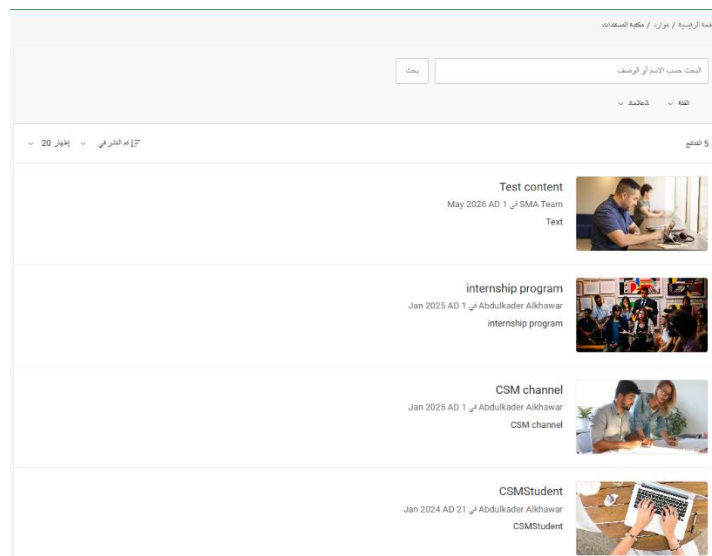 الصفحة الرئيسية / موارد / مكتبة المستندات
البحث حسب الاسم أو الوصف
بحث
الفئة
5 النتائج
تم النشر في
إظهار 20
Test content
SMA Team في 1 May 2026 AD
Text
internship program
Abdulkader Alkhawar في 1 Jan 2025 AD
internship program
CSM channel
Abdulkader Alkhawar في 1 Jan 2025 AD
CSM channel
CSMStudent
Abdulkader Alkhawar في 21 Jan 2024 AD
CSMStudent